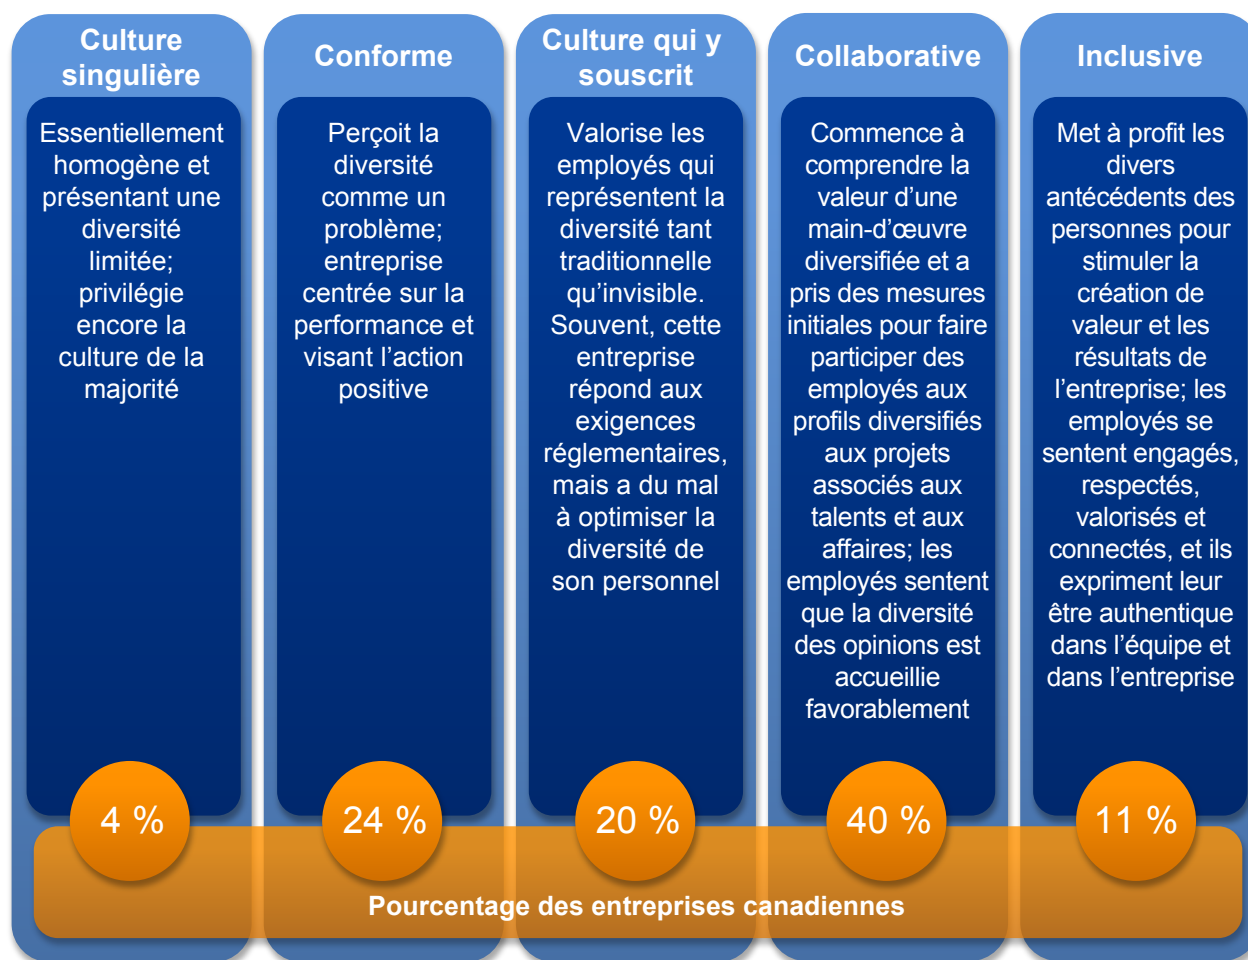 Culture
singulière
Essentiellement
homogène et
présentant une
diversité
limitée;
privilégie
encore la
culture de la
majorité
4 %
Conforme
Perçoit la
diversité
comme un
problème;
entreprise
centrée sur la
performance et
visant l’action
positive
24 %
Culture qui y
souscrit
Valorise les
employés qui
représentent la
diversité tant
traditionnelle
qu’invisible.
Souvent, cette
entreprise
répond aux
exigences
réglementaires,
mais a du mal
à optimiser la
diversité de
son personnel
20 %
Collaborative
Commence à
comprendre la
valeur d’une
main-d’œuvre
diversifiée et a
pris des mesures
initiales pour faire
participer des
employés aux
profils diversifiés
aux projets
associés aux
talents et aux
affaires; les
employés sentent
que la diversité
des opinions est
accueillie
favorablement
40 %
Inclusive
Met à profit les
divers
antécédents des
personnes pour
stimuler la
création de
valeur et les
résultats de
l’entreprise; les
employés se
sentent engagés,
respectés,
valorisés et
connectés, et ils
expriment leur
être authentique
dans l’équipe et
dans l’entreprise
11 %
Pourcentage des entreprises canadiennes